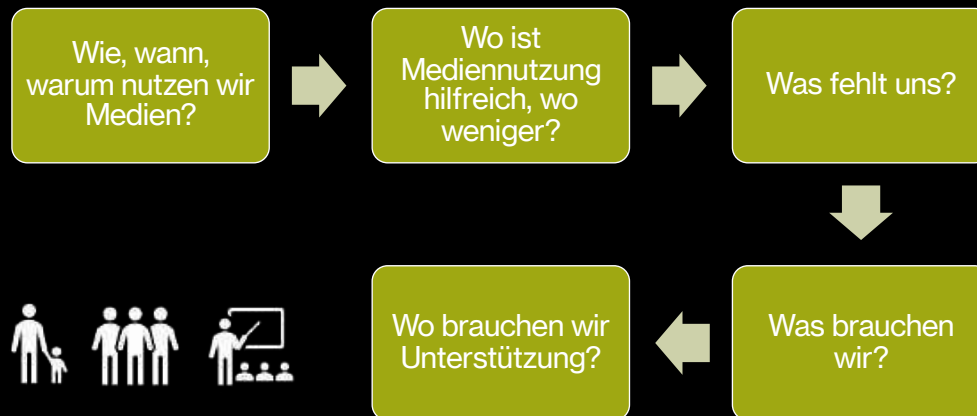 Wie, wann,
warum nutzen wir
Medien?
Wo ist
Mediennutzung
hilfreich, wo
weniger?
Was fehlt uns?
Was brauchen
wir?
Wo brauchen wir
Unterstützung?